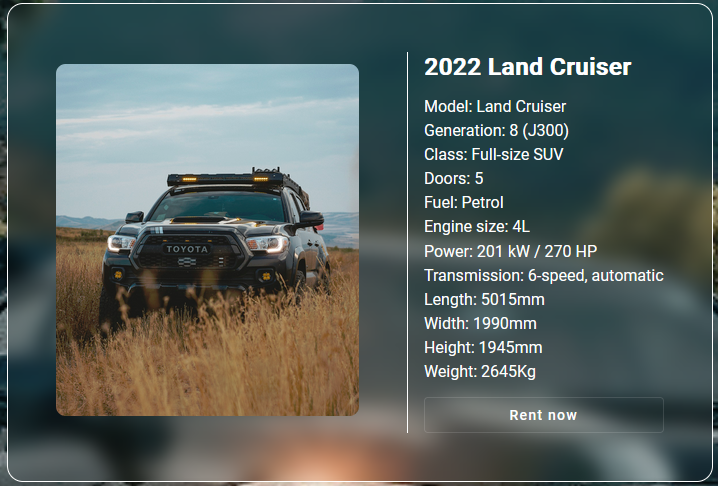 TOYOTA
2022 Land Cruiser
Model: Land Cruiser
Generation: 8 (J300)
Class: Full-size SUV
Doors: 5
Fuel: Petrol
Engine size: 4L
Power: 201 kW / 270 HP
Transmission: 6-speed, automatic
Length: 5015mm
Width: 1990mm
Height: 1945mm
Weight: 2645Kg
Rent now